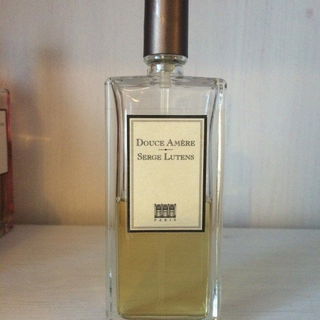 DOUCE AMÈRE
SERGE LUTENS
PARIS